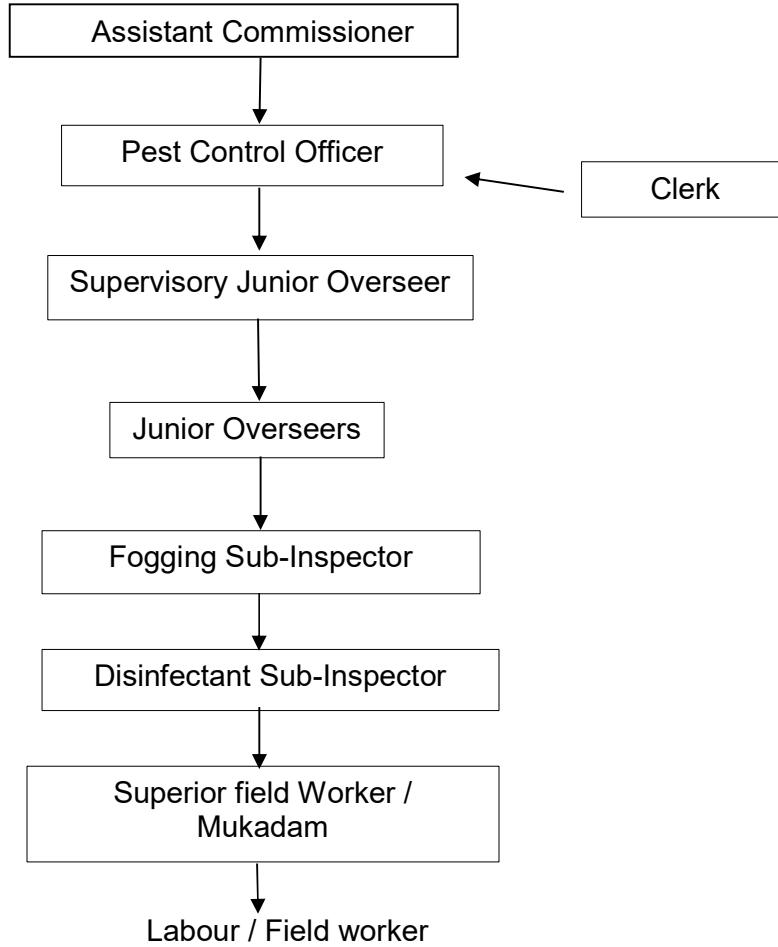 Assistant Commissioner
Pest Control Officer
Clerk
Supervisory Junior Overseer
Junior Overseers
Fogging Sub-Inspector
Disinfectant Sub-Inspector
Superior field Worker /
Mukadam
Labour / Field worker